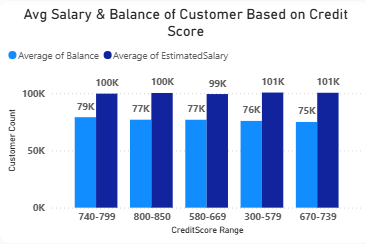 Avg Salary & Balance of Customer Based on Credit
Score
Average of Balance Average of EstimatedSalary
100K 100K 99K 101K 101K
79K 77K 77K 76K 75K
100K
50K
0K
Customer Count
740-799 800-850 580-669 300-579 670-739
CreditScore Range